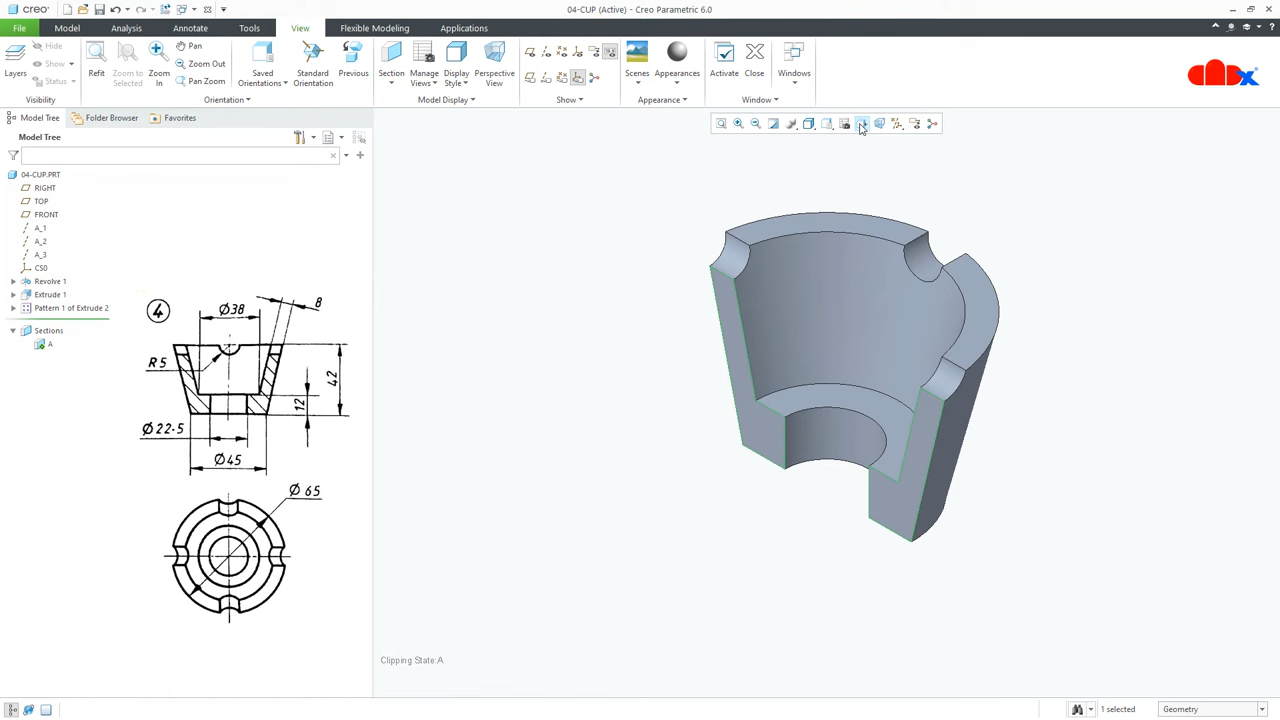 creo
04-CUP (Active) - Creo Parametric 6.0
File Model Analysis Annotate Tools View Flexible Modeling Applications
Layers
Hide
Show
Status
Visibility
Refit
Zoom to Selected
Zoom In
Pan
Zoom Out
Pan Zoom
Saved Orientations
Standard Orientation
Previous
Orientation
Section
Manage Views
Display Style
Perspective View
Model Display
Show
Scenes
Appearances
Appearance
Activate
Close
Windows
Window
CADx
Model Tree Folder Browser Favorites
Model Tree
04-CUP.PRT
RIGHT
TOP
FRONT
A_1
A_2
A_3
CS0
Revolve 1
Extrude 1
Pattern 1 of Extrude 2
Sections
A
4
Ø38
8
R5
42
12
Ø22.5
Ø45
Ø 65
Clipping State:A
1 selected
Geometry